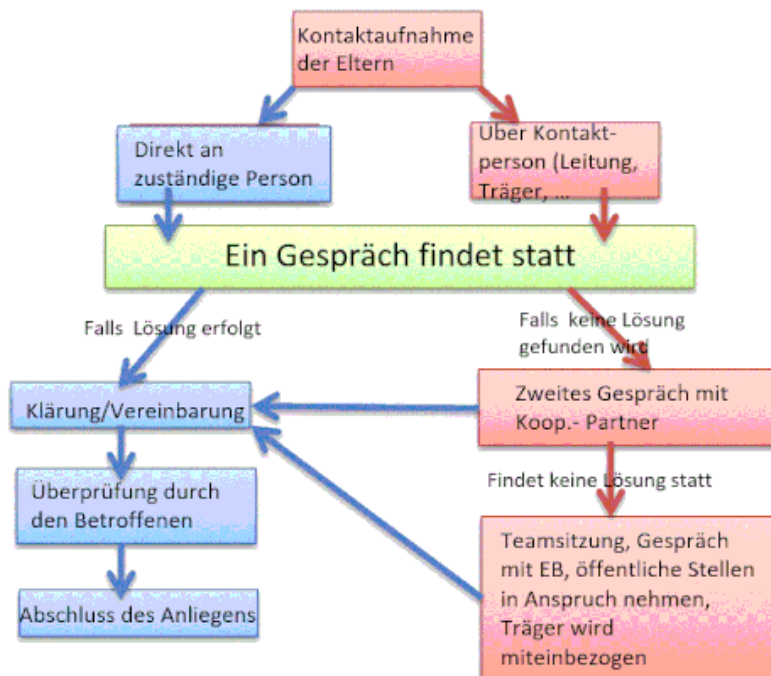 Kontaktaufnahme
der Eltern
Direkt an
zuständige Person
Über Kontakt-
person (Leitung,
Träger, ...
Ein Gespräch findet statt
Falls Lösung erfolgt
Falls keine Lösung
gefunden wird
Klärung/Vereinbarung
Zweites Gespräch mit
Koop.- Partner
Überprüfung durch
den Betroffenen
Findet keine Lösung statt
Abschluss des Anliegens
Teamsitzung, Gespräch
mit EB, öffentliche Stellen
in Anspruch nehmen,
Träger wird
miteinbezogen